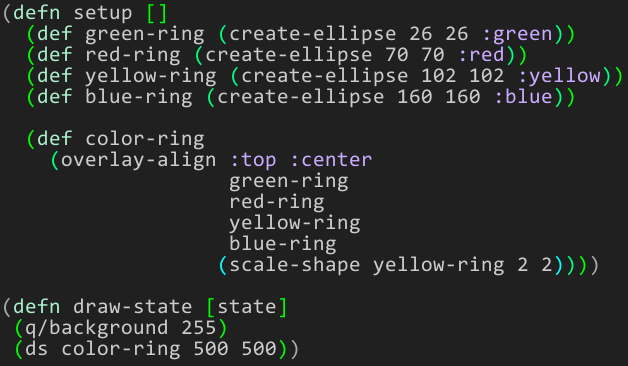 (defn setup []
  (def green-ring (create-ellipse 26 26 :green))
  (def red-ring (create-ellipse 70 70 :red))
  (def yellow-ring (create-ellipse 102 102 :yellow))
  (def blue-ring (create-ellipse 160 160 :blue))

  (def color-ring
    (overlay-align :top :center
                   green-ring
                   red-ring
                   yellow-ring
                   blue-ring
                  (scale-shape yellow-ring 2 2))))

(defn draw-state [state]
 (q/background 255)
 (ds color-ring 500 500))